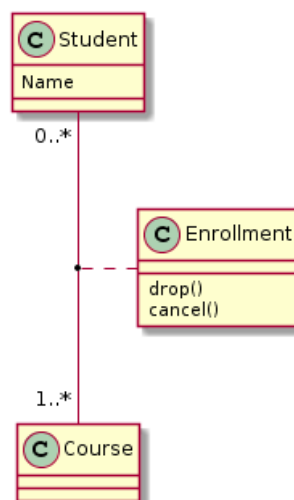 C Student
Name
0..*
C Enrollment
drop()
cancel()
1..*
C Course